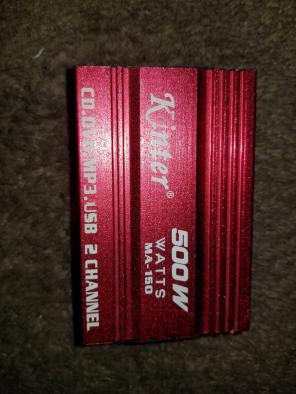 Kinter®
500W
WATTS
MA-150
CD.DVD.MP3.USB 2 CHANNEL